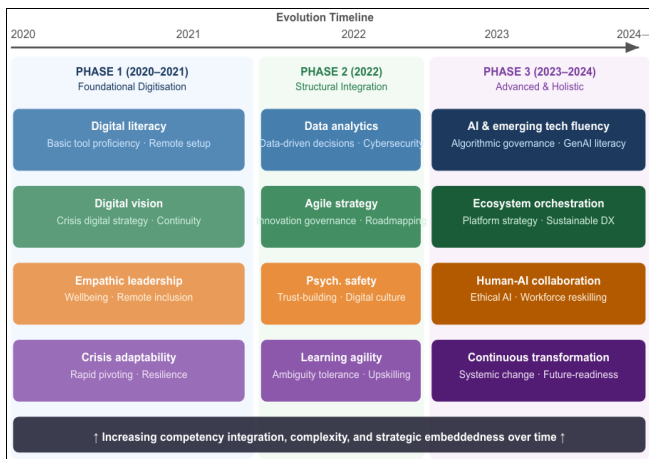 Evolution Timeline
2020 2021 2022 2023 2024—
PHASE 1 (2020–2021)
Foundational Digitisation
PHASE 2 (2022)
Structural Integration
PHASE 3 (2023–2024)
Advanced & Holistic
Digital literacy
Basic tool proficiency · Remote setup
Data analytics
Data-driven decisions · Cybersecurity
AI & emerging tech fluency
Algorithmic governance · GenAI literacy
Digital vision
Crisis digital strategy · Continuity
Agile strategy
nnovation governance · Roadmapping
Ecosystem orchestration
Platform strategy · Sustainable DX
Empathic leadership
Wellbeing · Remote inclusion
Psych. safety
Trust-building · Digital culture
Human-AI collaboration
Ethical AI · Workforce reskilling
Crisis adaptability
Rapid pivoting · Resilience
Learning agility
Ambiguity tolerance · Upskilling
Continuous transformation
Systemic change · Future-readiness
↑ Increasing competency integration, complexity, and strategic embeddedness over time ↑